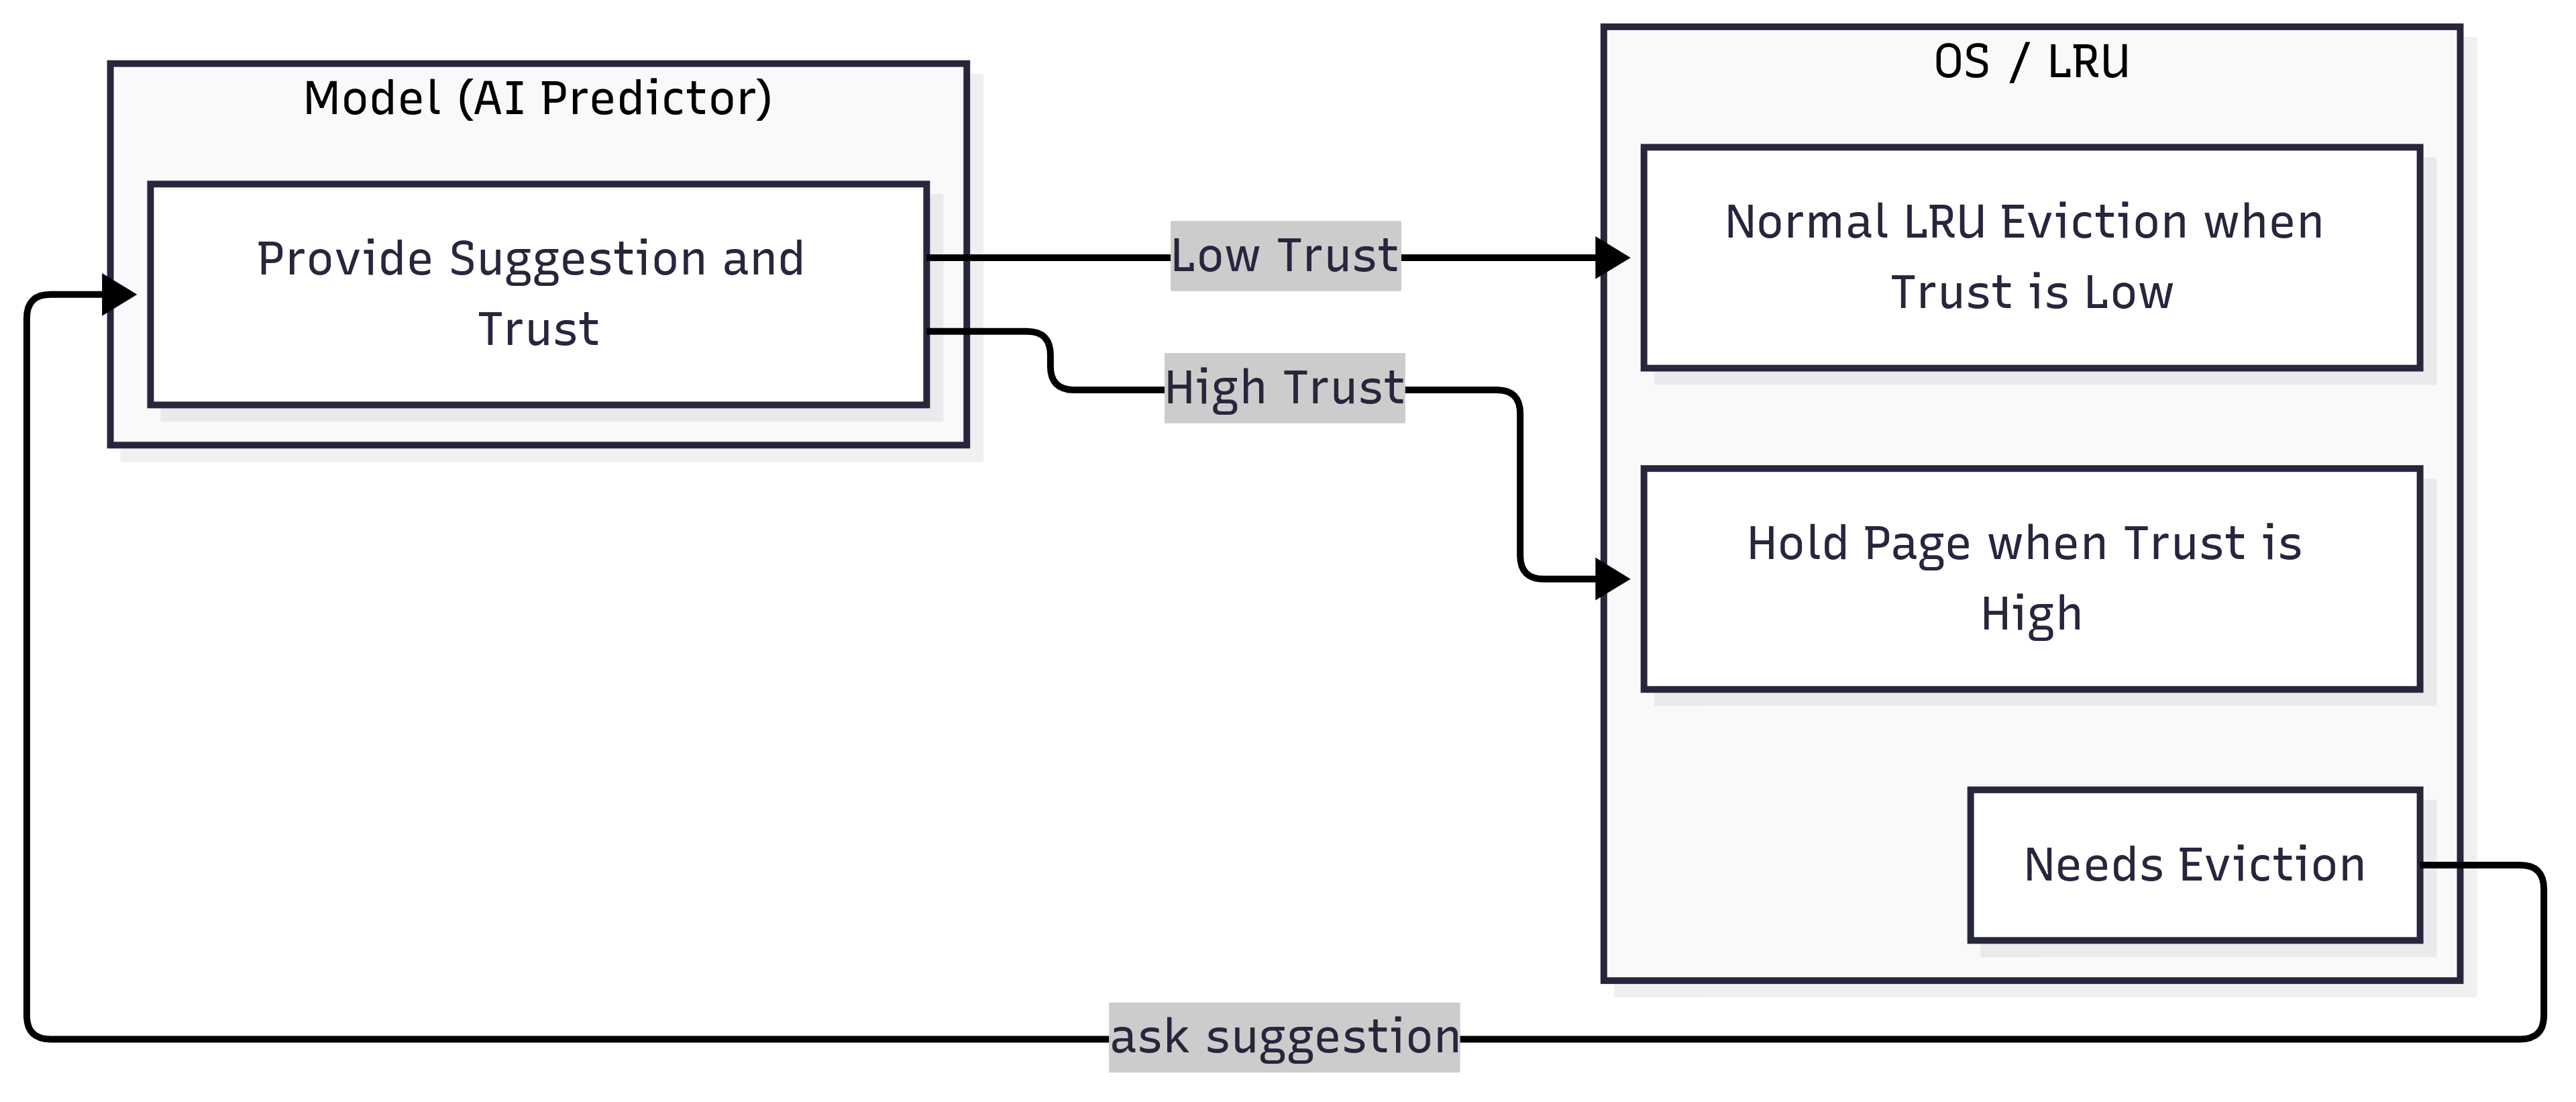 Model (AI Predictor)
Provide Suggestion and
Trust
Low Trust
High Trust
OS / LRU
Normal LRU Eviction when
Trust is Low
Hold Page when Trust is
High
Needs Eviction
ask suggestion